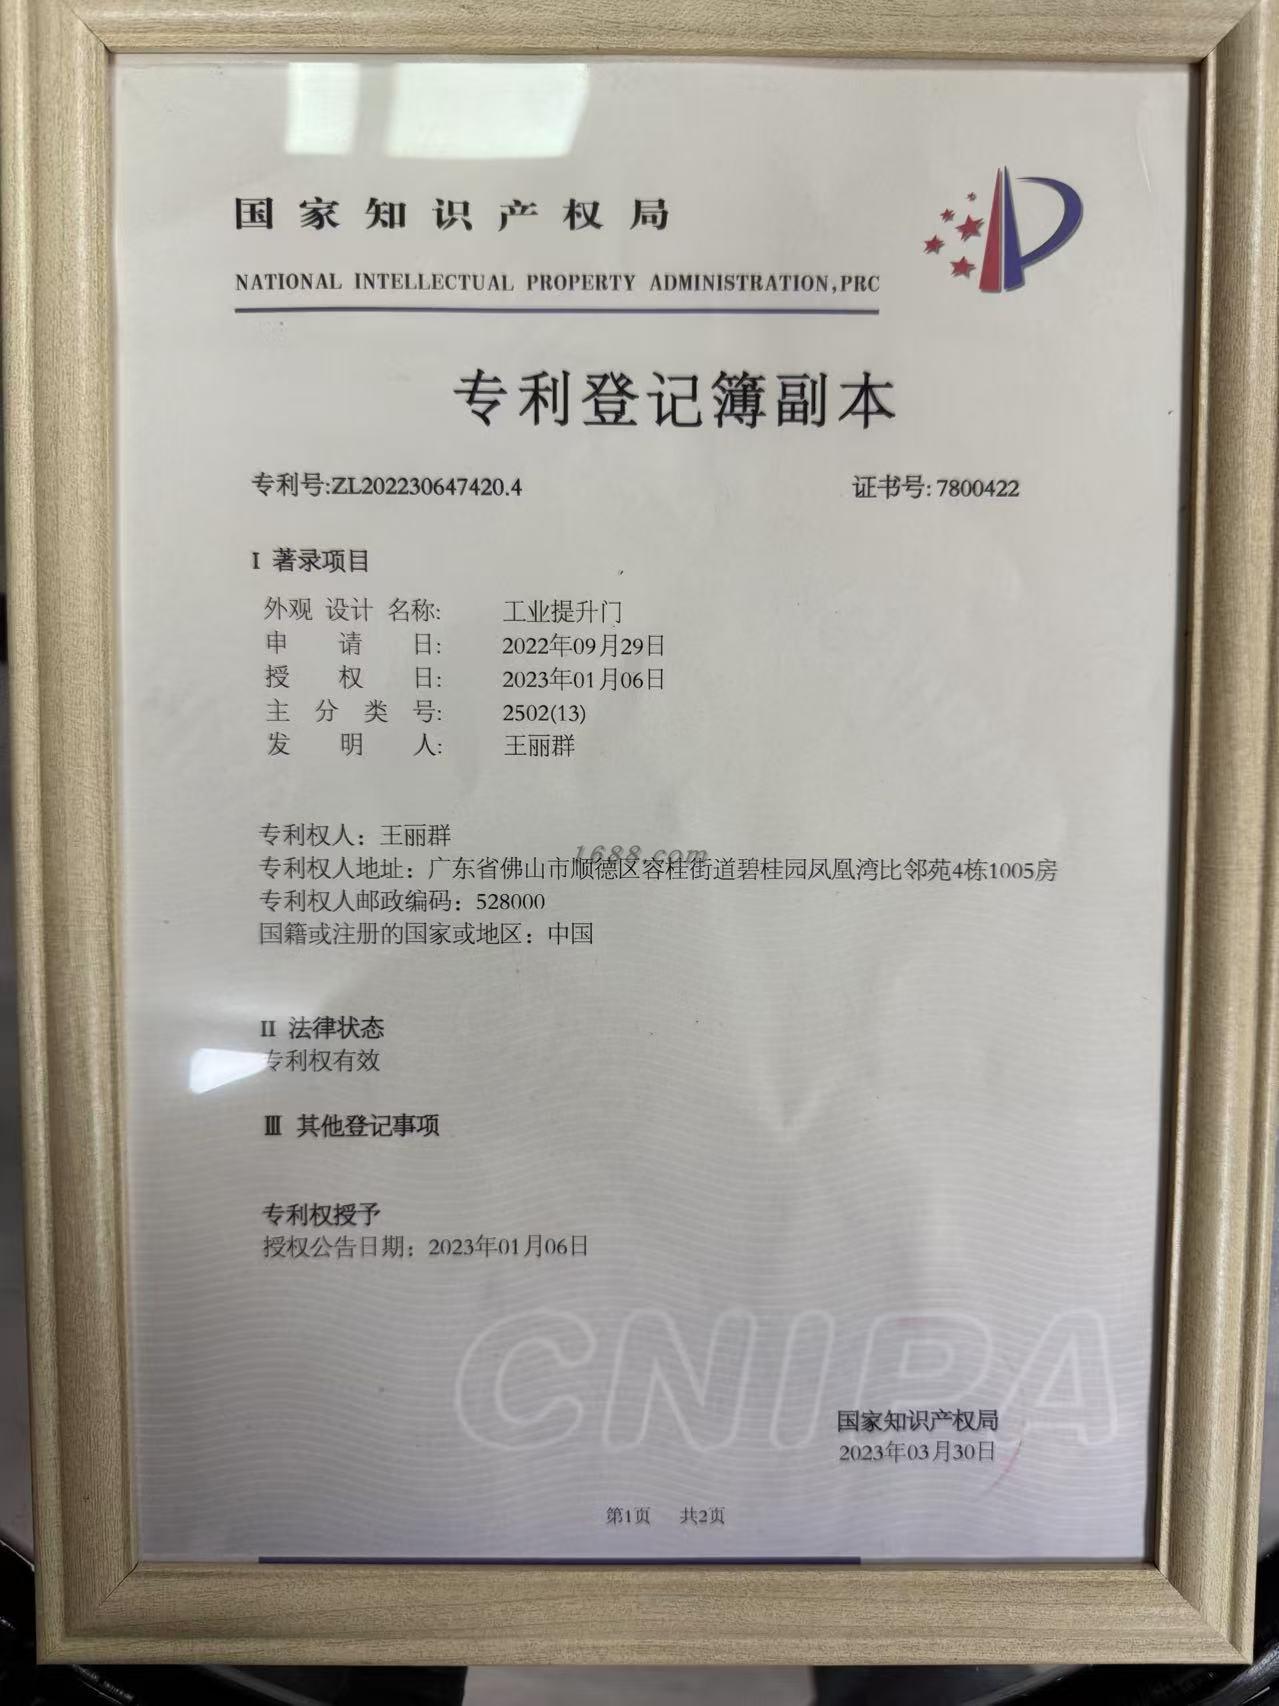 国家知识产权局
NATIONAL INTELLECTUAL PROPERTY ADMINISTRATION,PRC
专利登记簿副本
专利号:ZL202230647420.4 证书号: 7800422
I 著录项目
外观 设计 名称: 工业提升门
申请日: 2022年09月29日
授权日: 2023年01月06日
主分类号: 2502(13)
发明人: 王丽群
专利权人：王丽群
1688.com
专利权人地址：广东省佛山市顺德区容桂街道碧桂园凤凰湾比邻苑4栋1005房
专利权人邮政编码：528000
国籍或注册的国家或地区：中国
II 法律状态
专利权有效
III 其他登记事项
专利权授予
授权公告日期：2023年01月06日
CNIPA
国家知识产权局
2023年03月30日
第1页 共2页